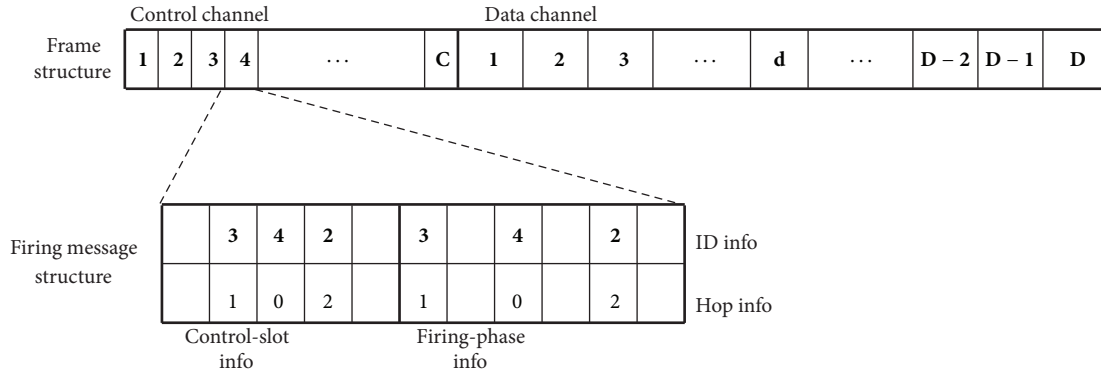 Control channel Data channel
Frame structure
1 2 3 4 ... C 1 2 3 ... d ... D – 2 D – 1 D
Firing message structure
3 4 2 3 4 2 ID info
1 0 2 1 0 2 Hop info
Control-slot info
Firing-phase info